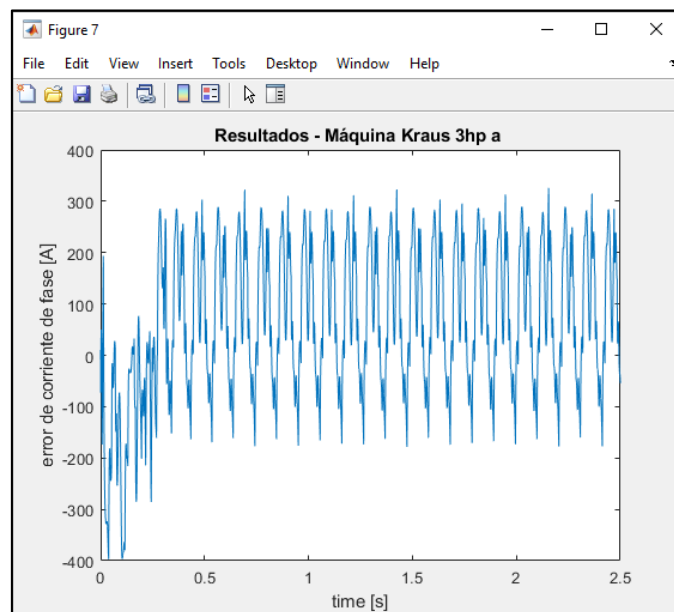 Figure 7
File Edit View Insert Tools Desktop Window Help
Resultados - Máquina Kraus 3hp a
400
300
200
100
0
-100
-200
-300
-400
error de corriente de fase [A]
0 0.5 1 1.5 2 2.5
time [s]